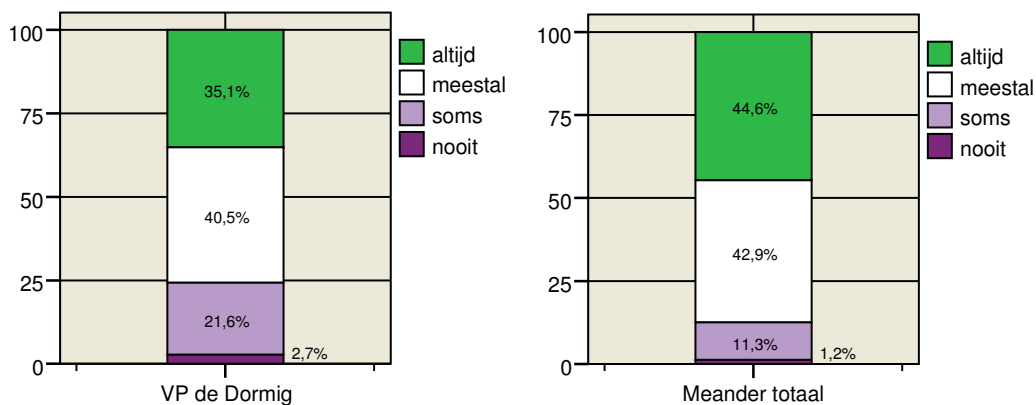 100
75
50
25
0
35,1%
40,5%
21,6%
2,7%
altijd
meestal
soms
nooit
VP de Dormig
100
75
50
25
0
44,6%
42,9%
11,3%
1,2%
altijd
meestal
soms
nooit
Meander totaal